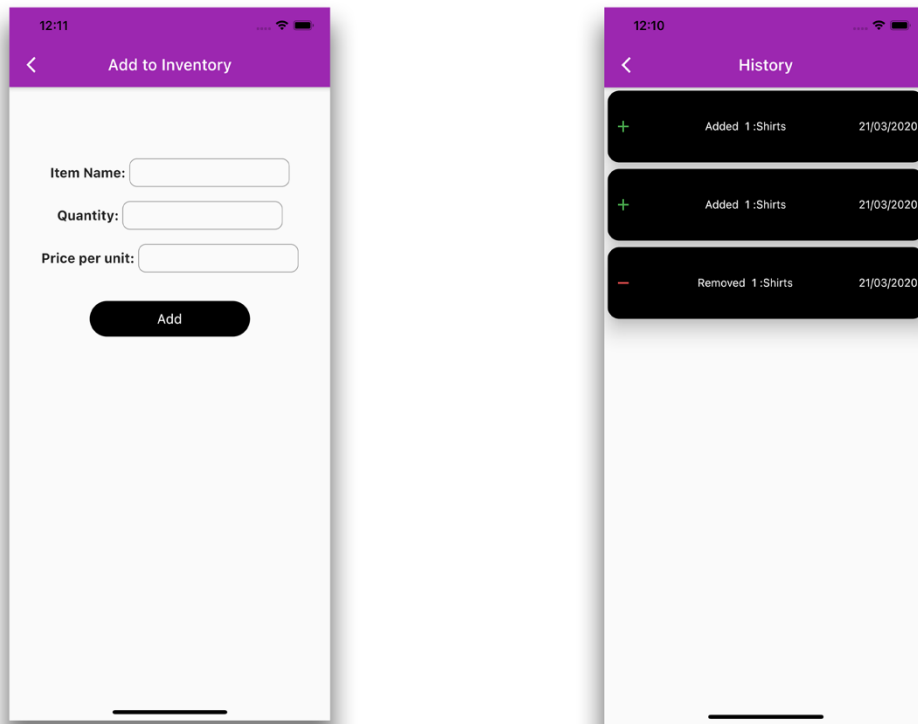 12:11
Add to Inventory
Item Name:
Quantity:
Price per unit:
Add
12:10
History
Added 1 :Shirts 21/03/2020
Added 1 :Shirts 21/03/2020
Removed 1 :Shirts 21/03/2020